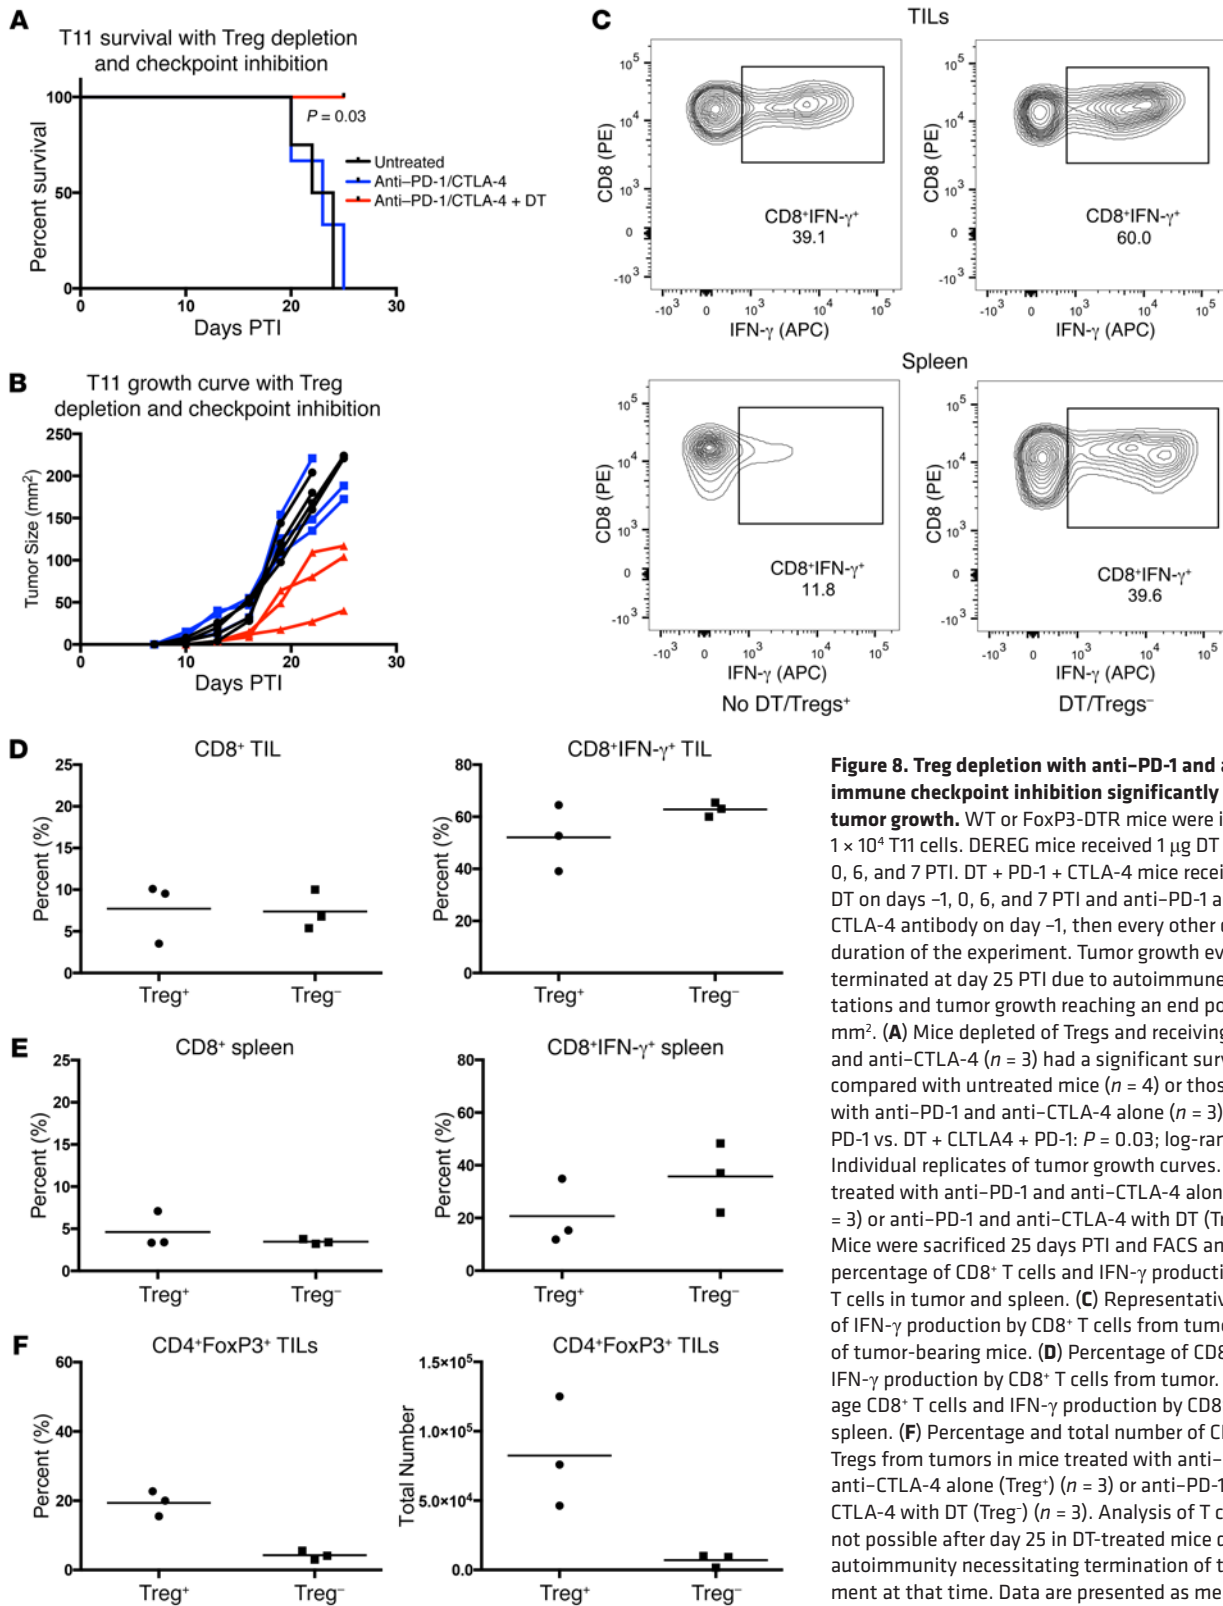 A
T11 survival with Treg depletion
and checkpoint inhibition
100
50
0
Percent survival
P = 0.03
Untreated
Anti–PD-1/CTLA-4
Anti–PD-1/CTLA-4 + DT
0 10 20 30
Days PTI
B
T11 growth curve with Treg
depletion and checkpoint inhibition
250
200
150
100
50
0
Tumor Size (mm²)
0 10 20 30
Days PTI
C
TILs
10⁵
10⁴
10³
0
-10³
CD8 (PE)
CD8⁺IFN-γ⁺
39.1
-10³ 0 10³ 10⁴ 10⁵
IFN-γ (APC)
10⁵
10⁴
10³
0
-10³
CD8 (PE)
CD8⁺IFN-γ⁺
60.0
-10³ 0 10³ 10⁴ 10⁵
IFN-γ (APC)
Spleen
10⁵
10⁴
10³
0
-10³
CD8 (PE)
CD8⁺IFN-γ⁺
11.8
-10³ 0 10³ 10⁴ 10⁵
IFN-γ (APC)
No DT/Tregs⁺
10⁵
10⁴
10³
0
-10³
CD8 (PE)
CD8⁺IFN-γ⁺
39.6
-10³ 0 10³ 10⁴ 10⁵
IFN-γ (APC)
DT/Tregs⁻
D
CD8⁺ TIL
25
20
15
10
5
0
Percent (%)
Treg⁺ Treg⁻
CD8⁺IFN-γ⁺ TIL
80
60
40
20
0
Percent (%)
Treg⁺ Treg⁻
E
CD8⁺ spleen
25
20
15
10
5
0
Percent (%)
Treg⁺ Treg⁻
CD8⁺IFN-γ⁺ spleen
80
60
40
20
0
Percent (%)
Treg⁺ Treg⁻
F
CD4⁺FoxP3⁺ TILs
60
40
20
0
Percent (%)
Treg⁺ Treg⁻
CD4⁺FoxP3⁺ TILs
1.5×10⁵
1.0×10⁵
5.0×10⁴
0.0
Total Number
Treg⁺ Treg⁻
Figure 8. Treg depletion with anti–PD-1 and
immune checkpoint inhibition significantly
tumor growth. WT or FoxP3-DTR mice were
1 × 10⁴ T11 cells. DEREG mice received 1 μg DT
0, 6, and 7 PTI. DT + PD-1 + CTLA-4 mice
DT on days –1, 0, 6, and 7 PTI and anti–PD-1
CTLA-4 antibody on day –1, then every other
duration of the experiment. Tumor growth
terminated at day 25 PTI due to autoimmune
tations and tumor growth reaching an end
mm². (A) Mice depleted of Tregs and receiving
and anti–CTLA-4 (n = 3) had a significant
compared with untreated mice (n = 4) or
with anti–PD-1 and anti–CTLA-4 alone (n = 3)
PD-1 vs. DT + CLTLA4 + PD-1: P = 0.03;
Individual replicates of tumor growth curves.
treated with anti–PD-1 and anti–CTLA-4
= 3) or anti–PD-1 and anti–CTLA-4 with DT
Mice were sacrificed 25 days PTI and FACS
percentage of CD8⁺ T cells and IFN-γ
T cells in tumor and spleen. (C)
of IFN-γ production by CD8⁺ T cells from
of tumor-bearing mice. (D) Percentage of
IFN-γ production by CD8⁺ T cells from tumor.
age CD8⁺ T cells and IFN-γ production by
spleen. (F) Percentage and total number of
Tregs from tumors in mice treated with
anti–CTLA-4 alone (Treg⁺) (n = 3) or anti–PD-1
CTLA-4 with DT (Treg⁻) (n = 3). Analysis of T
not possible after day 25 in DT-treated mice
autoimmunity necessitating termination of
ment at that time. Data are presented as